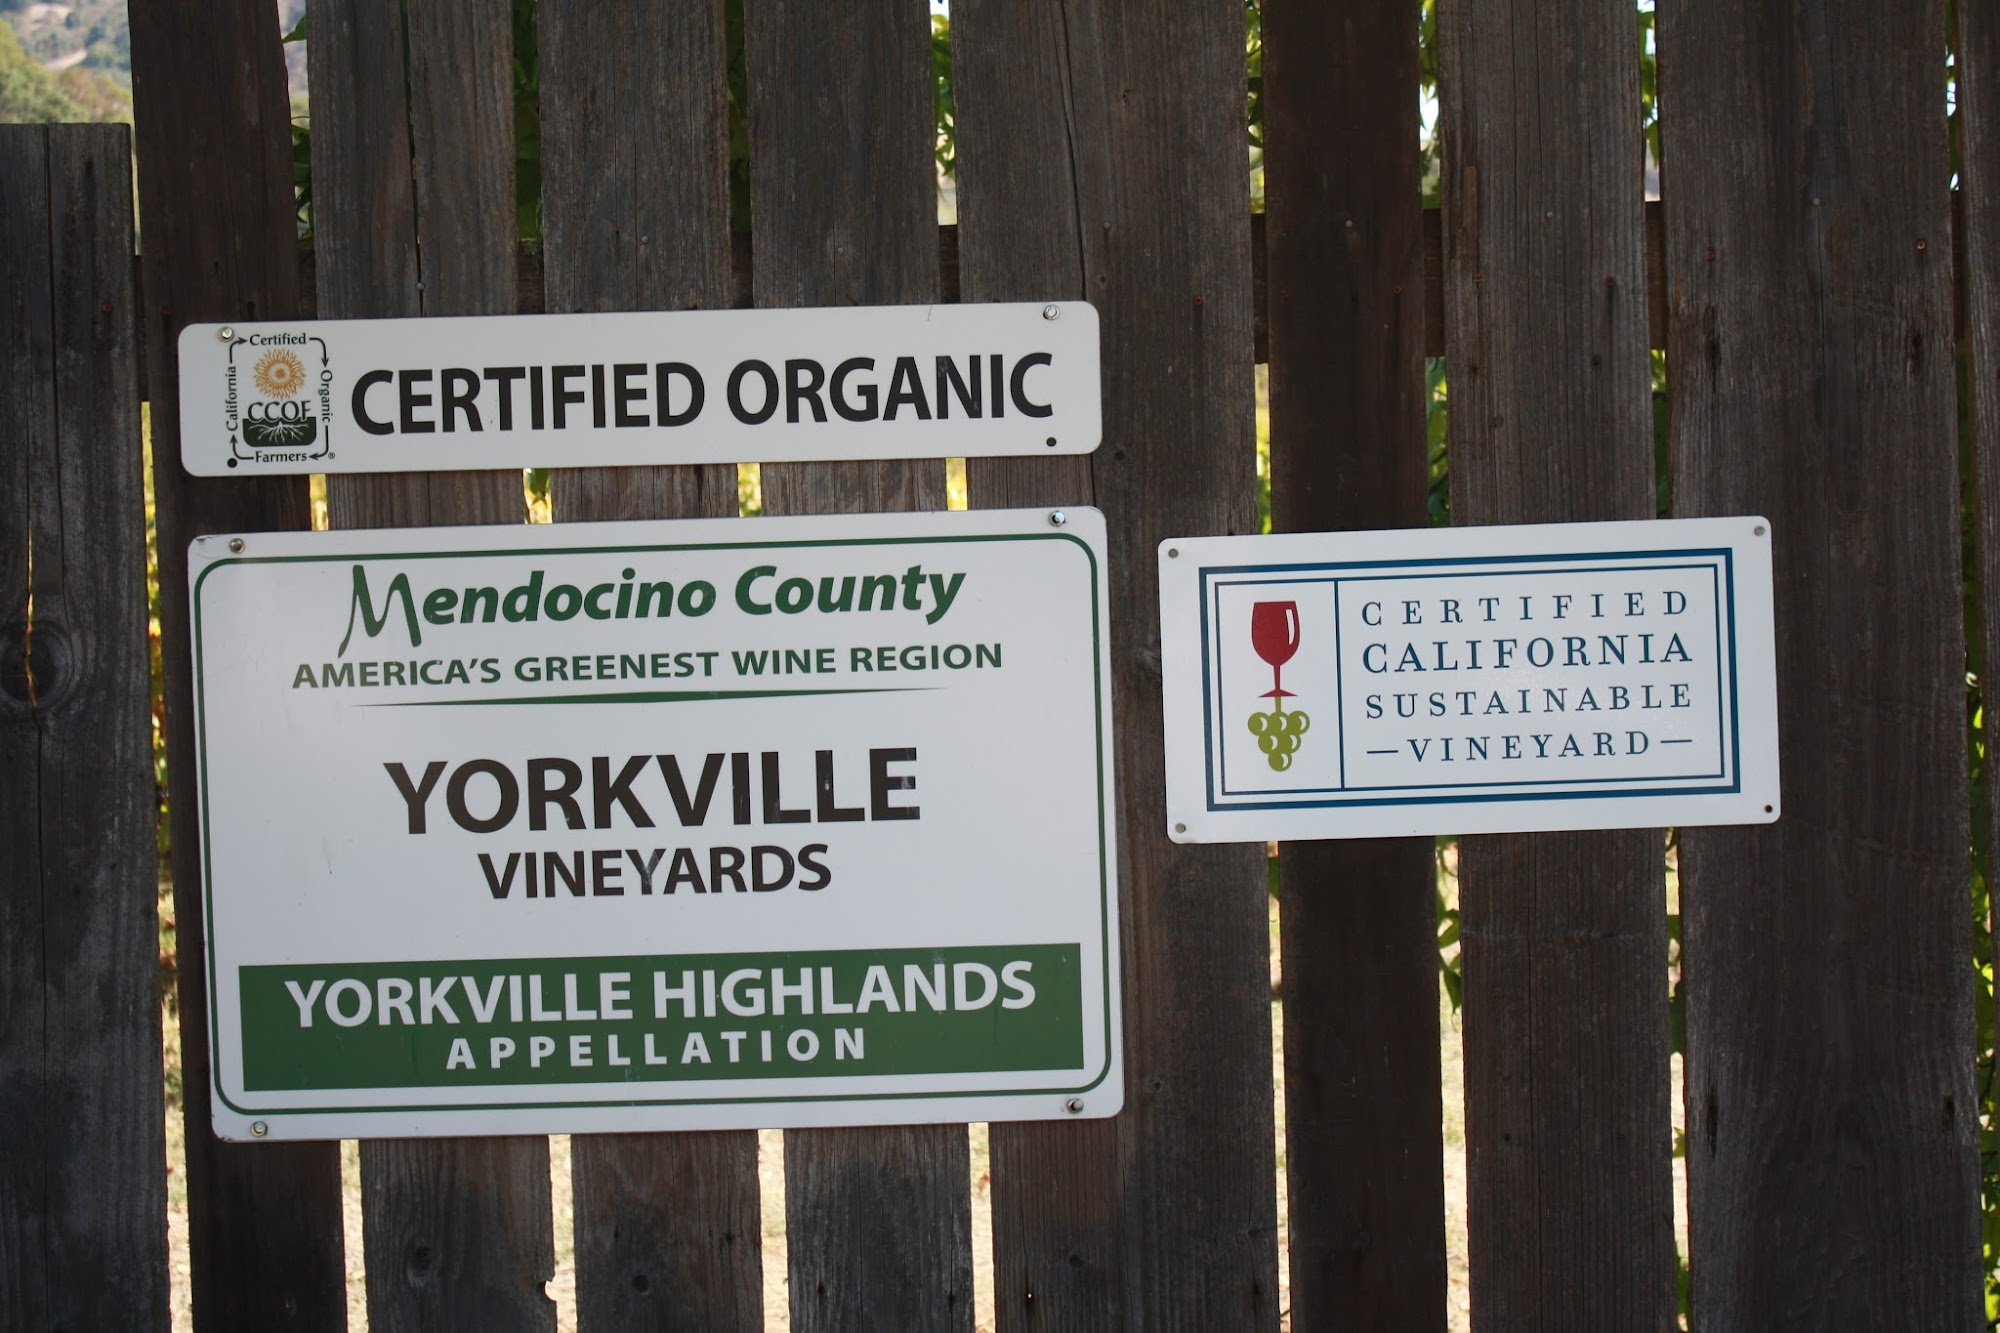 California
Certified
Organic
Farmers
®
CCOF
CERTIFIED ORGANIC
Mendocino County
AMERICA'S GREENEST WINE REGION
YORKVILLE
VINEYARDS
YORKVILLE HIGHLANDS
APPELLATION
CERTIFIED
CALIFORNIA
SUSTAINABLE
—VINEYARD—